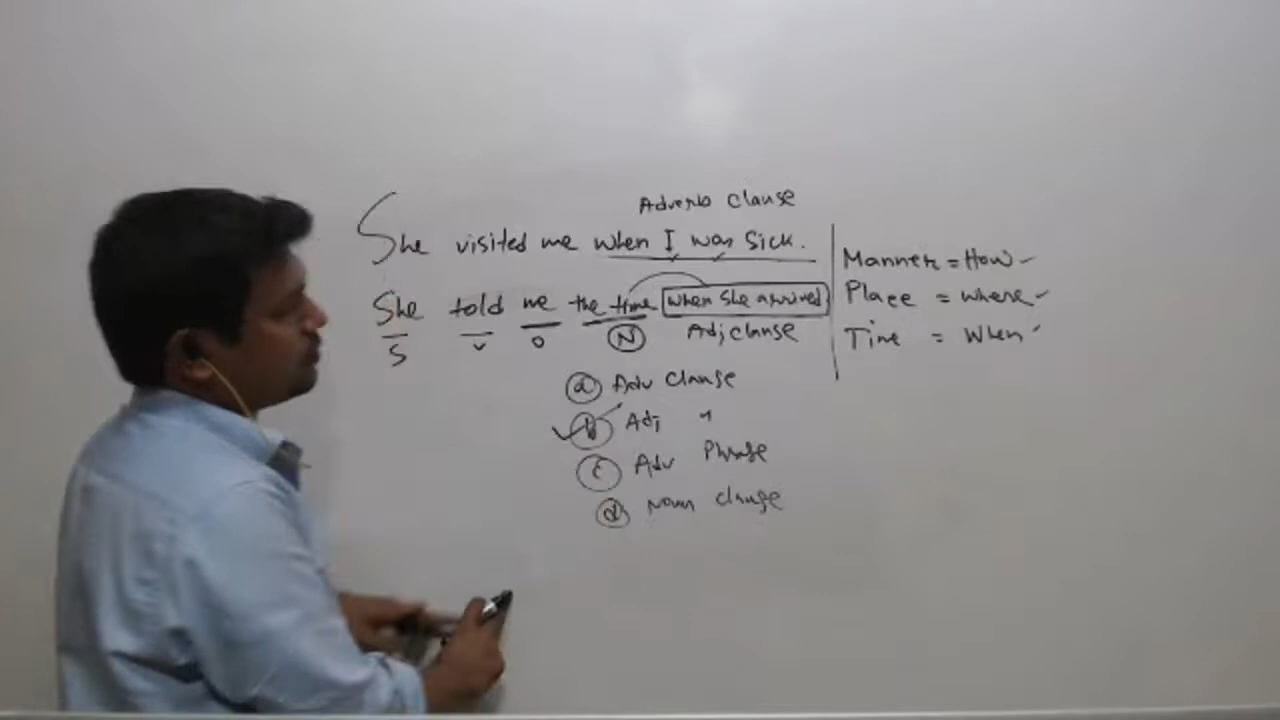 Adverb clause
She visited me when I was sick.
She told me the time when she arrived
S V O N Adj clause
a Adv clause
b Adj "
c Adv Phrase
d Noun clause
Manner = How
Place = where
Time = when